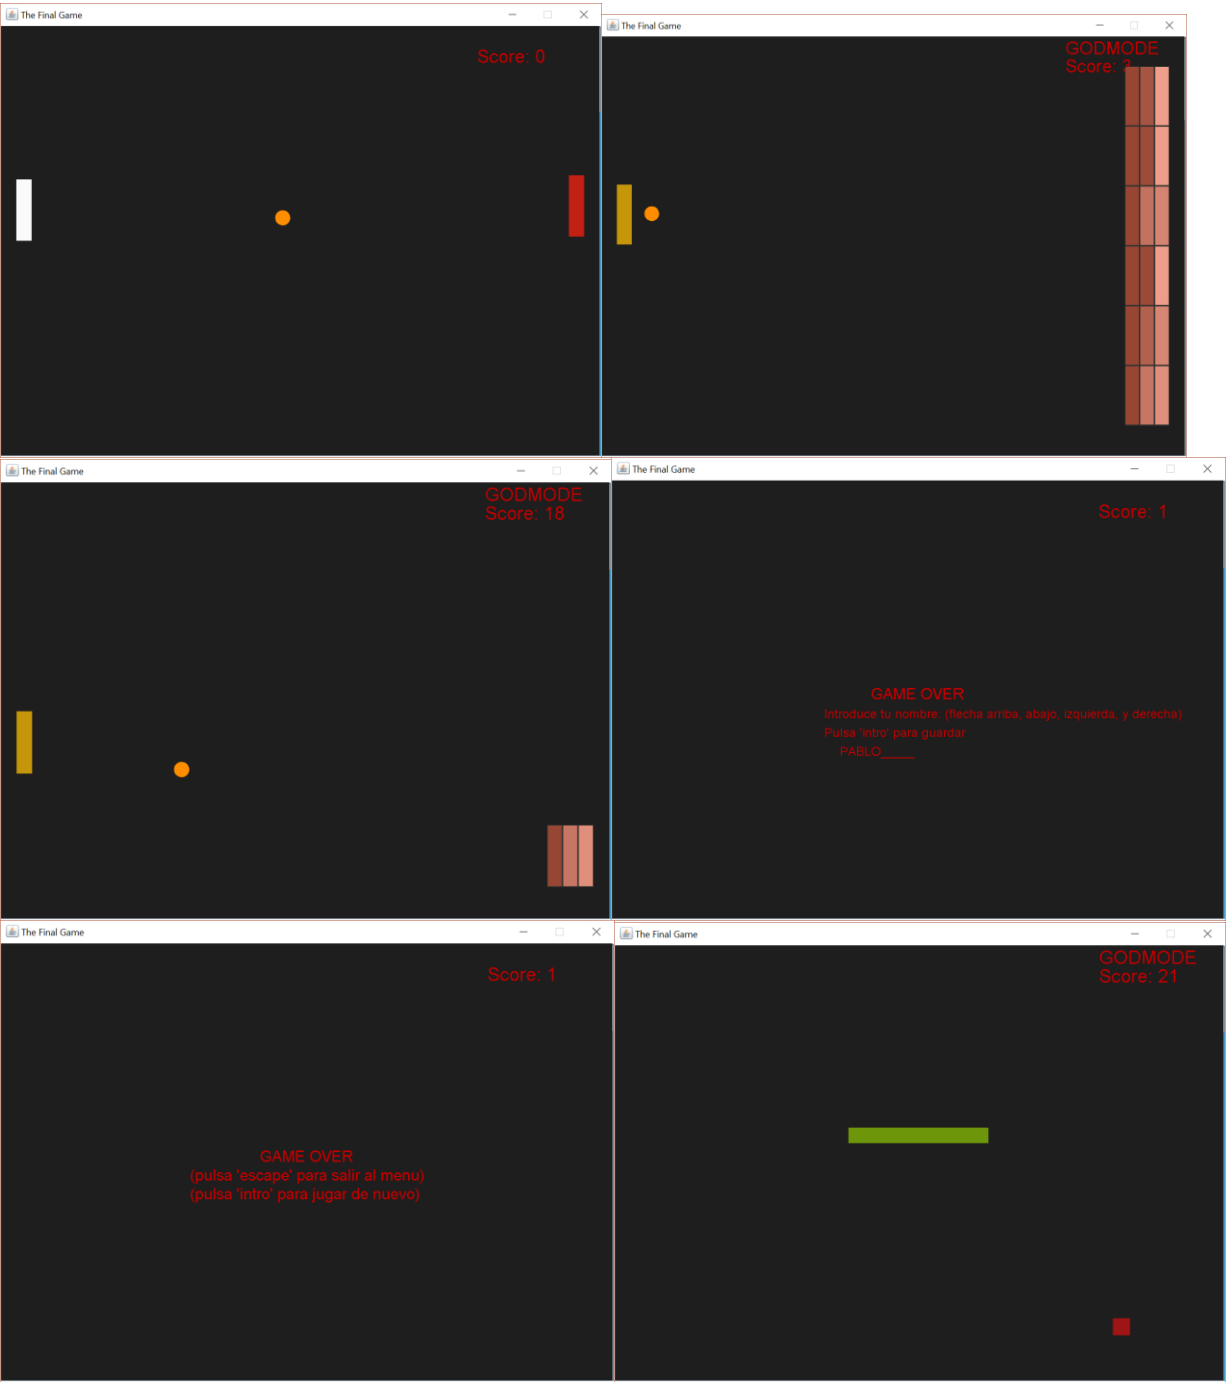 The Final Game
Score: 0
The Final Game
GODMODE
Score: 3
The Final Game
GODMODE
Score: 18
The Final Game
Score: 1
GAME OVER
Introduce tu nombre: (flecha arriba, abajo, izquierda, y derecha)
Pulsa 'intro' para guardar
PABLO_____
The Final Game
Score: 1
GAME OVER
(pulsa 'escape' para salir al menu)
(pulsa 'intro' para jugar de nuevo)
The Final Game
GODMODE
Score: 21